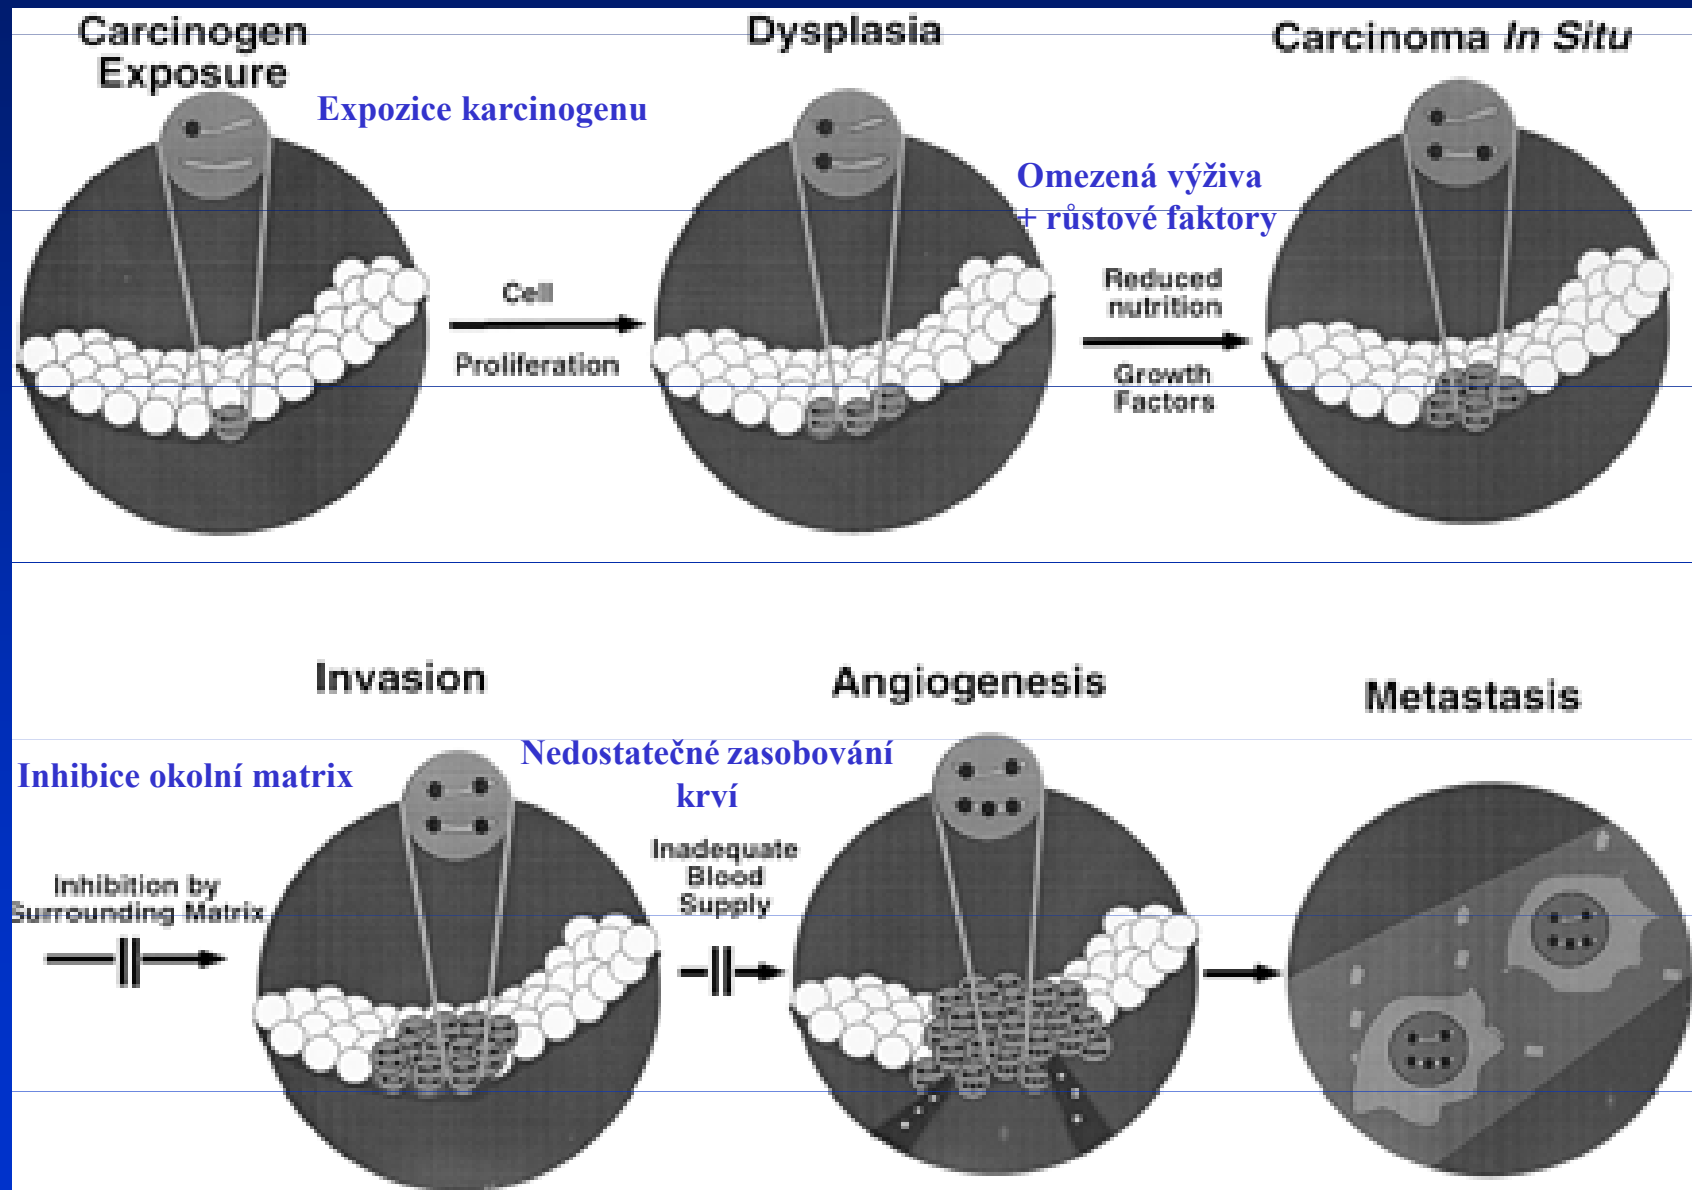 Carcinogen
Exposure
Expozice karcinogenu
Dysplasia
Carcinoma In Situ
Cell
Proliferation
Omezená výživa
+ růstové faktory
Reduced
nutrition
Growth
Factors
Invasion
Angiogenesis
Metastasis
Inhibice okolní matrix
Nedostatečné zasobování
krví
Inhibition by
Surrounding Matrix
Inadequate
Blood
Supply